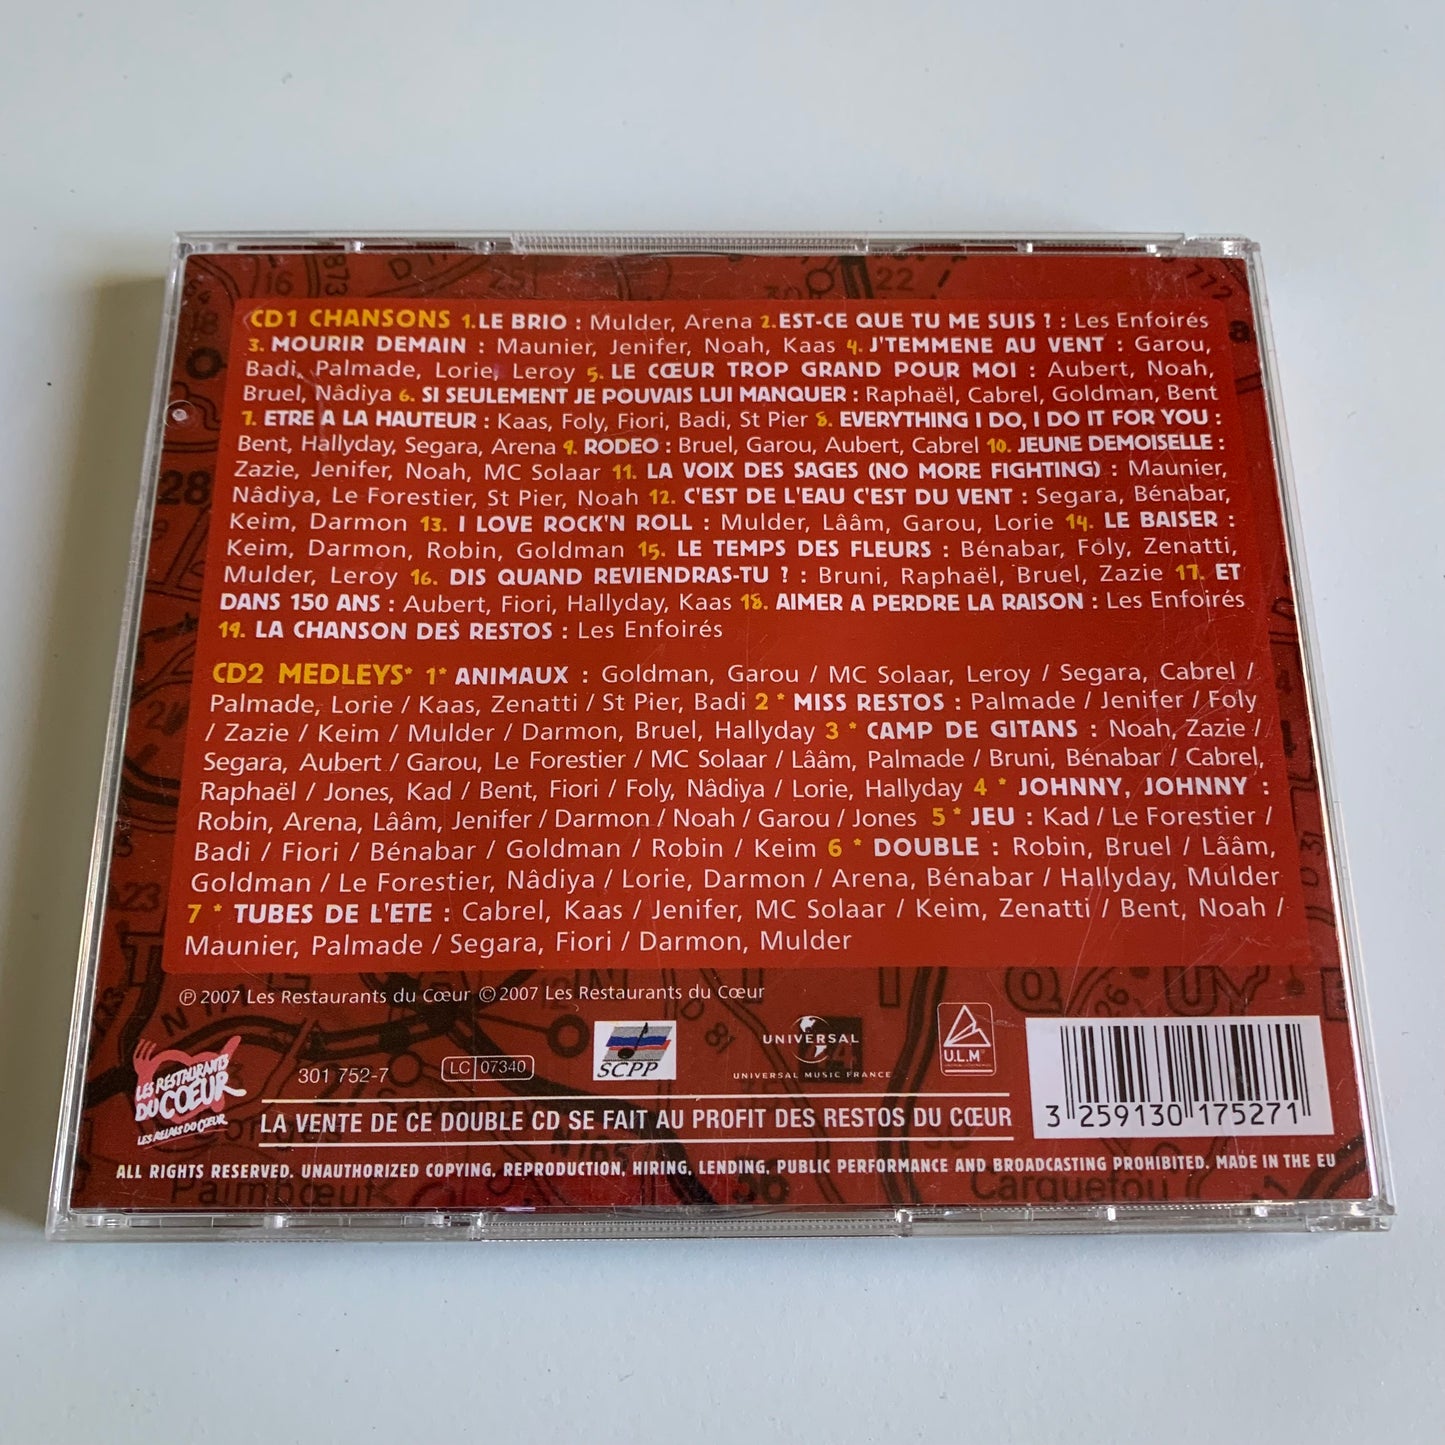 CD1 CHANSONS 1. LE BRIO : Mulder, Arena 2. EST-CE QUE TU ME SUIS ? : Les Enfoirés
3. MOURIR DEMAIN : Maunier, Jenifer, Noah, Kaas 4. J'TEMMENE AU VENT : Garou,
Badi, Palmade, Lorie, Leroy 5. LE CŒUR TROP GRAND POUR MOI : Aubert, Noah,
Bruel, Nâdiya 6. SI SEULEMENT JE POUVAIS LUI MANQUER : Raphaël, Cabrel, Goldman, Bent
7. ETRE A LA HAUTEUR : Kaas, Foly, Fiori, Badi, St Pier 8. EVERYTHING I DO, I DO IT FOR YOU :
Bent, Hallyday, Segara, Arena 9. RODEO : Bruel, Garou, Aubert, Cabrel 10. JEUNE DEMOISELLE :
Zazie, Jenifer, Noah, MC Solaar 11. LA VOIX DES SAGES (NO MORE FIGHTING) : Maunier,
Nâdiya, Le Forestier, St Pier, Noah 12. C'EST DE L'EAU C'EST DU VENT : Segara, Bénabar,
Keim, Darmon 13. I LOVE ROCK'N ROLL : Mulder, Lââm, Garou, Lorie 14. LE BAISER :
Keim, Darmon, Robin, Goldman 15. LE TEMPS DES FLEURS : Bénabar, Foly, Zenatti,
Mulder, Leroy 16. DIS QUAND REVIENDRAS-TU ? : Bruni, Raphaël, Bruel, Zazie 17. ET
DANS 150 ANS : Aubert, Fiori, Hallyday, Kaas 18. AIMER A PERDRE LA RAISON : Les Enfoirés
19. LA CHANSON DES RESTOS : Les Enfoirés
CD2 MEDLEYS* 1* ANIMAUX : Goldman, Garou / MC Solaar, Leroy / Segara, Cabrel /
Palmade, Lorie / Kaas, Zenatti / St Pier, Badi 2 * MISS RESTOS : Palmade / Jenifer / Foly
/ Zazie / Keim / Mulder / Darmon, Bruel, Hallyday 3 * CAMP DE GITANS : Noah, Zazie /
Segara, Aubert / Garou, Le Forestier / MC Solaar / Lââm, Palmade / Bruni, Bénabar / Cabrel,
Raphaël / Jones, Kad / Bent, Fiori / Foly, Nâdiya / Lorie, Hallyday 4 * JOHNNY, JOHNNY :
Robin, Arena, Lââm, Jenifer / Darmon / Noah / Garou / Jones 5 * JEU : Kad / Le Forestier /
Badi / Fiori / Bénabar / Goldman / Robin / Keim 6 * DOUBLE : Robin, Bruel / Lââm,
Goldman / Le Forestier, Nâdiya / Lorie, Darmon / Arena, Bénabar / Hallyday, Mulder
7 * TUBES DE L'ETE : Cabrel, Kaas / Jenifer, MC Solaar / Keim, Zenatti / Bent, Noah /
Maunier, Palmade / Segara, Fiori / Darmon, Mulder
℗ 2007 Les Restaurants du Cœur © 2007 Les Restaurants du Cœur
LES RESTAURANTS
DU CŒUR
LES RELAIS DU CŒUR
301 752-7
LC 07340
SCPP
UNIVERSAL
UNIVERSAL MUSIC FRANCE
U.L.M®
3 259130 175271
LA VENTE DE CE DOUBLE CD SE FAIT AU PROFIT DES RESTOS DU CŒUR
ALL RIGHTS RESERVED. UNAUTHORIZED COPYING, REPRODUCTION, HIRING, LENDING, PUBLIC PERFORMANCE AND BROADCASTING PROHIBITED. MADE IN THE EU
Carquefou